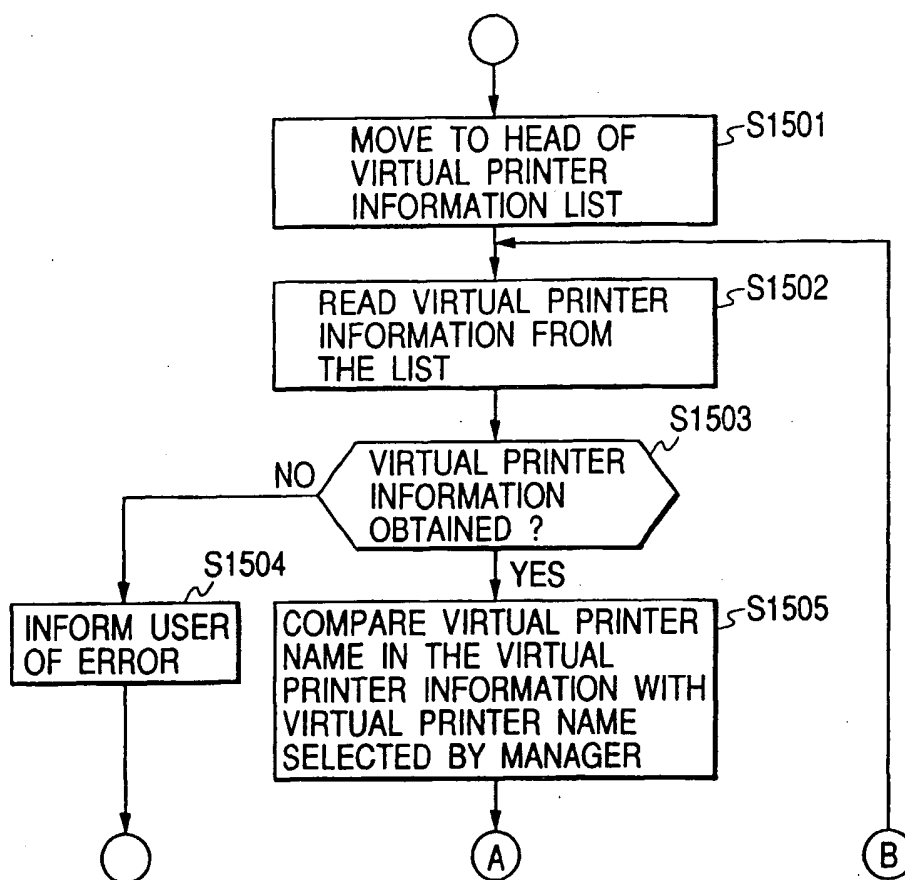 S1501
MOVE TO HEAD OF
VIRTUAL PRINTER
INFORMATION LIST
S1502
READ VIRTUAL PRINTER
INFORMATION FROM
THE LIST
S1503
VIRTUAL PRINTER
INFORMATION
OBTAINED ?
NO
YES
S1504
INFORM USER
OF ERROR
S1505
COMPARE VIRTUAL PRINTER
NAME IN THE VIRTUAL
PRINTER INFORMATION WITH
VIRTUAL PRINTER NAME
SELECTED BY MANAGER
A
B